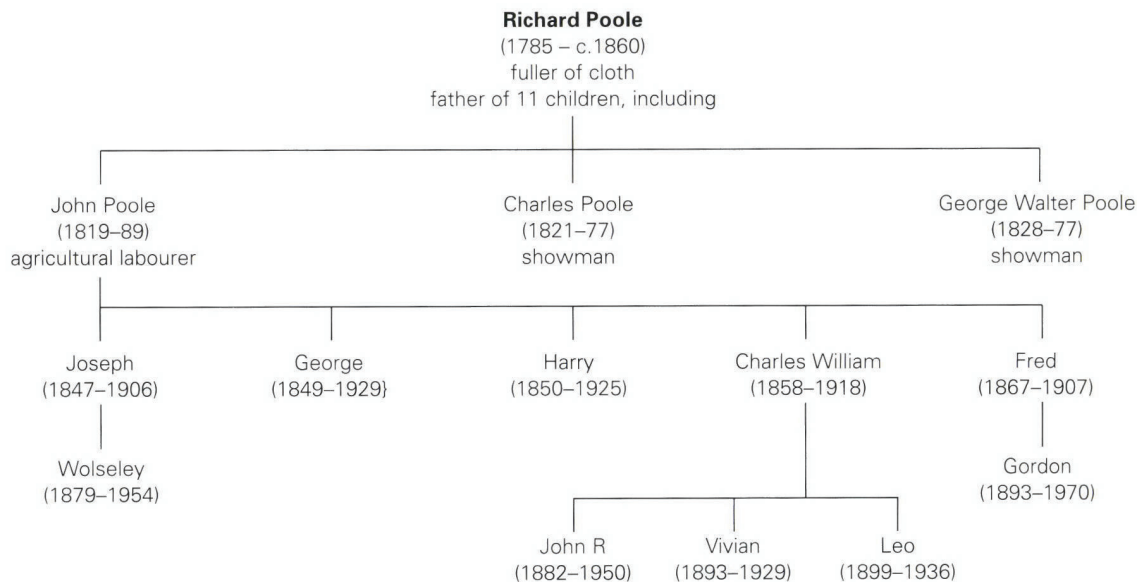 Richard Poole
(1785 – c.1860)
fuller of cloth
father of 11 children, including
John Poole
(1819–89)
agricultural labourer
Charles Poole
(1821–77)
showman
George Walter Poole
(1828–77)
showman
Joseph
(1847–1906)
George
(1849–1929}
Harry
(1850–1925)
Charles William
(1858–1918)
Fred
(1867–1907)
Wolseley
(1879–1954)
Gordon
(1893–1970)
John R
(1882–1950)
Vivian
(1893–1929)
Leo
(1899–1936)